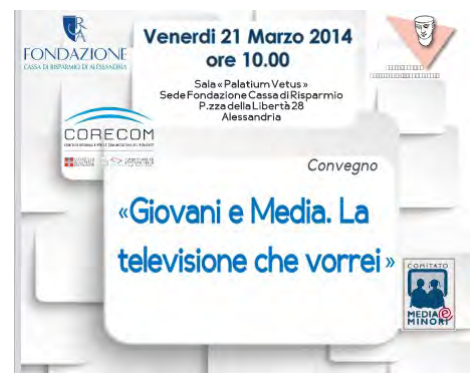 FONDAZIONE
CASSA DI RISPARMIO DI ALESSANDRIA
Venerdi 21 Marzo 2014
ore 10.00
Sala «Palatium Vetus»
Sede Fondazione Cassa di Risparmio
P.zza della Libertà 28
Alessandria
CORECOM
Convegno
«Giovani e Media. La
televisione che vorrei»
COMITATO
MEDIA e
MINORI